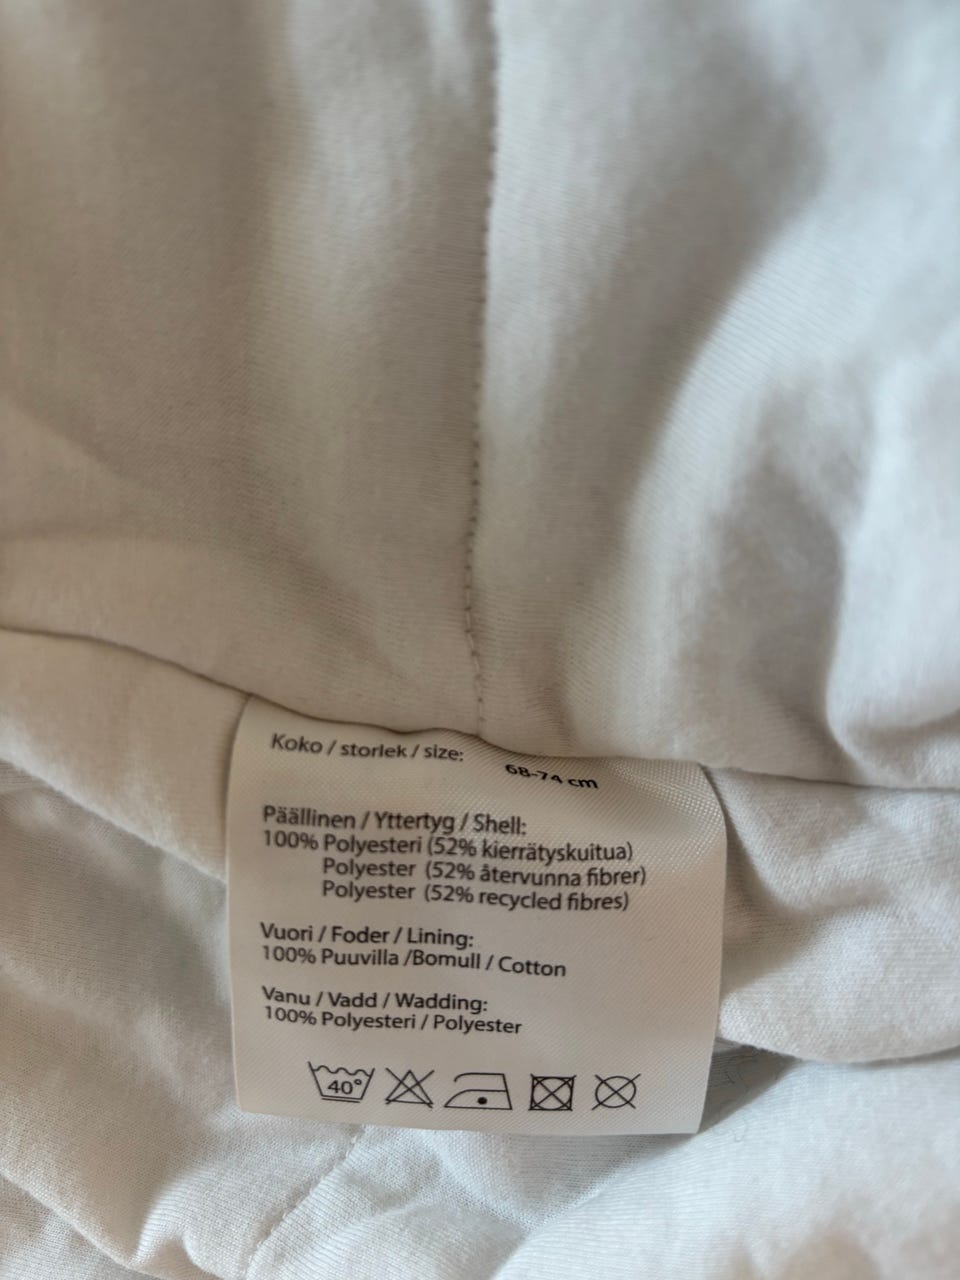 Koko / storlek / size: 68-74 cm
Päällinen / Yttertyg / Shell:
100% Polyesteri (52% kierrätyskuitua)
Polyester (52% återvunna fibrer)
Polyester (52% recycled fibres)
Vuori / Foder / Lining:
100% Puuvilla /Bomull / Cotton
Vanu / Vadd / Wadding:
100% Polyesteri / Polyester
40°